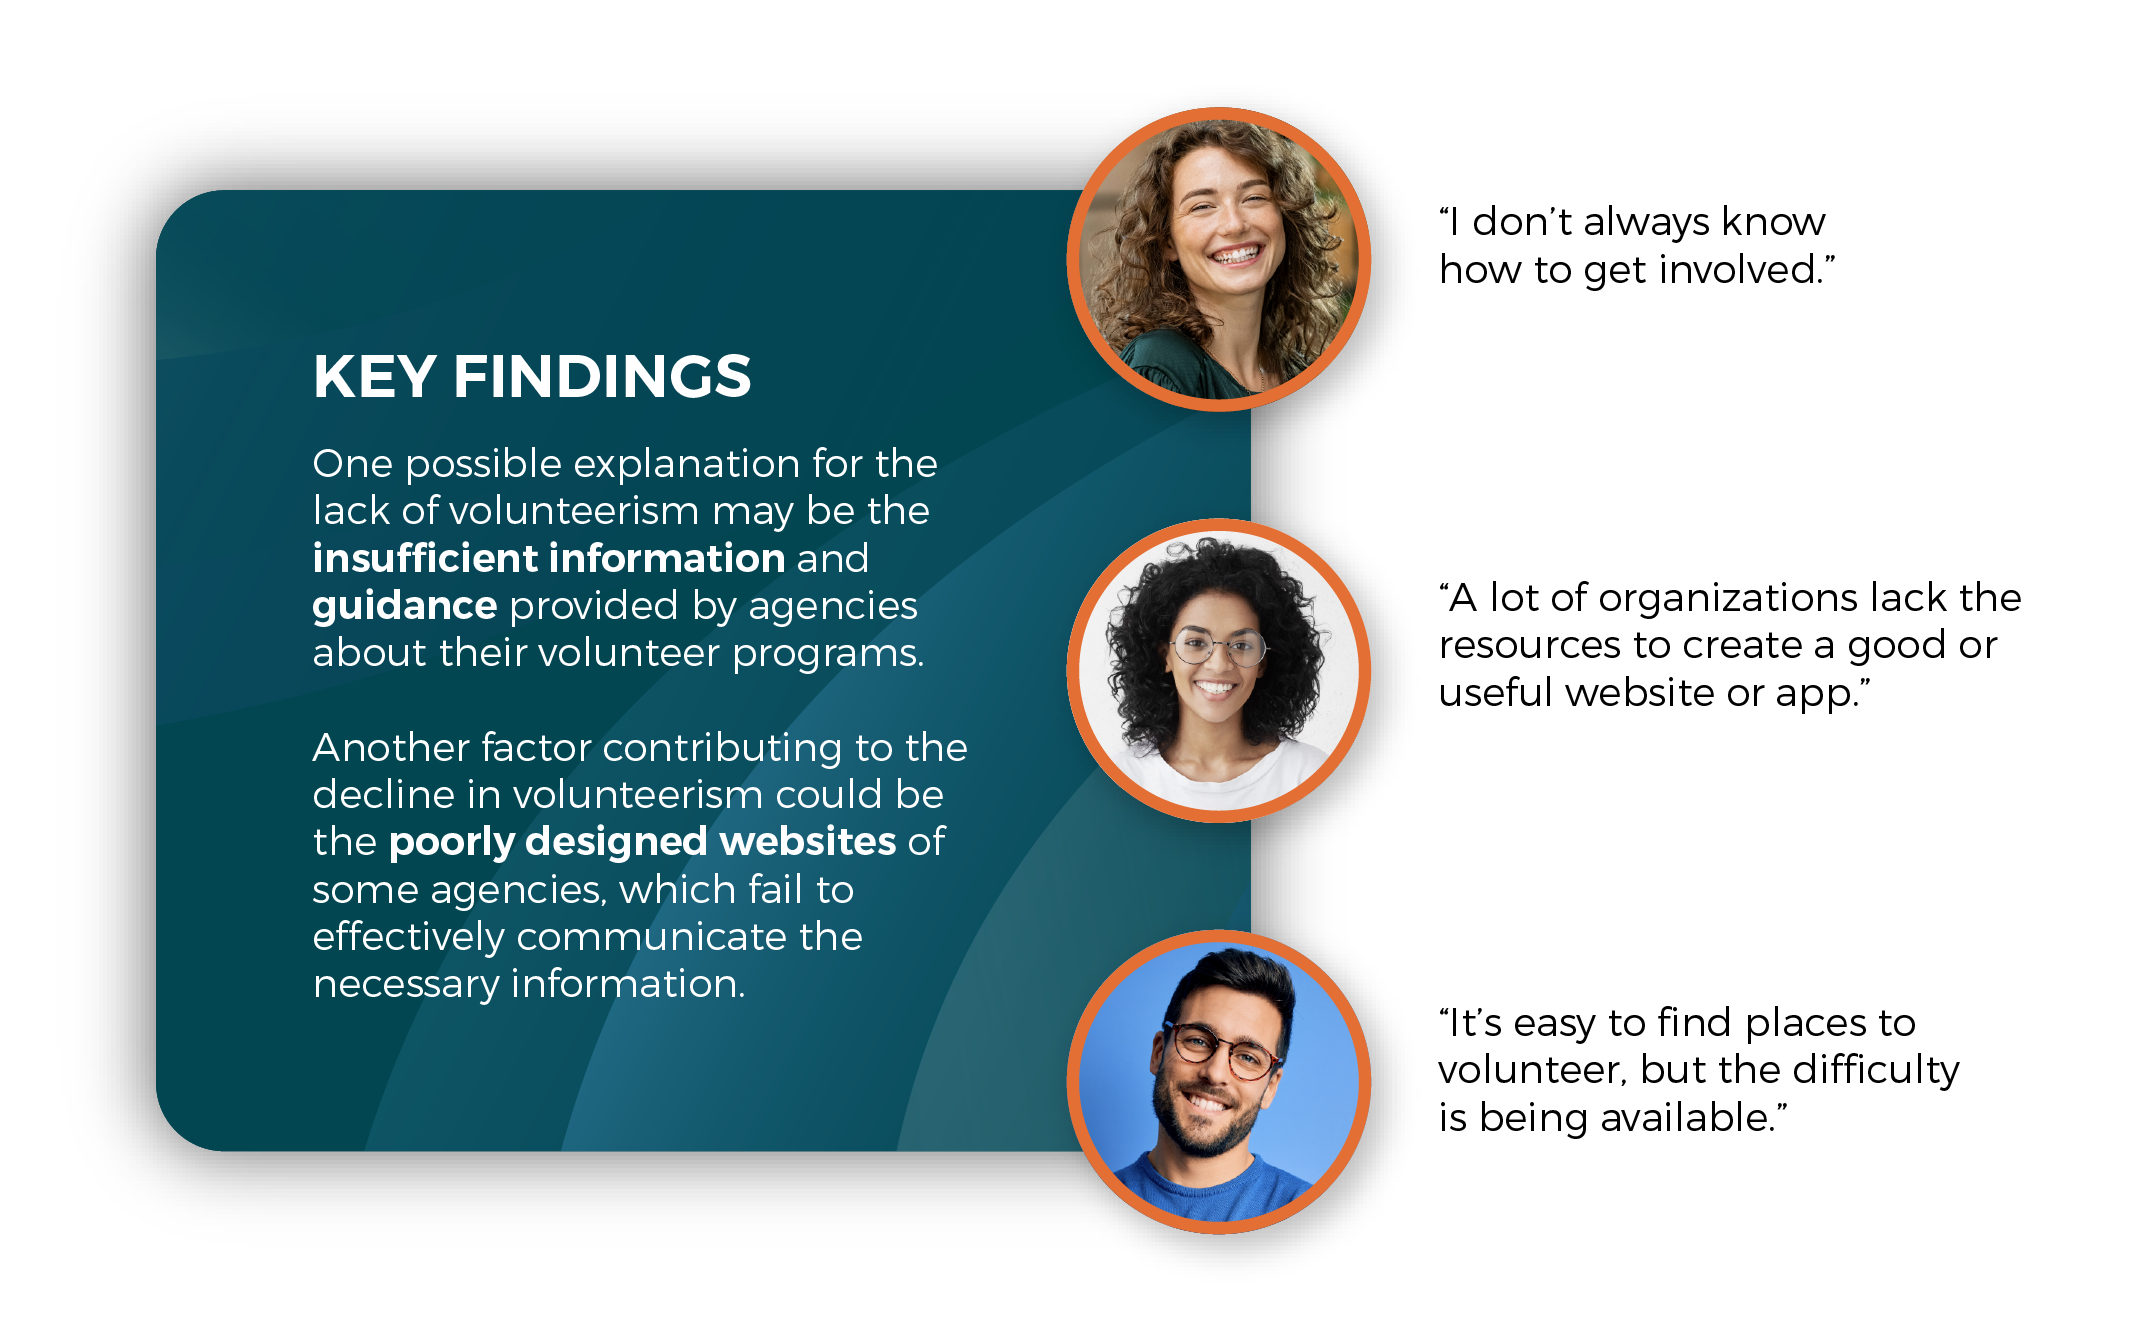 KEY FINDINGS
One possible explanation for the
lack of volunteerism may be the
insufficient information and
guidance provided by agencies
about their volunteer programs.
Another factor contributing to the
decline in volunteerism could be
the poorly designed websites of
some agencies, which fail to
effectively communicate the
necessary information.
“I don’t always know
how to get involved.”
“A lot of organizations lack the
resources to create a good or
useful website or app.”
“It’s easy to find places to
volunteer, but the difficulty
is being available.”